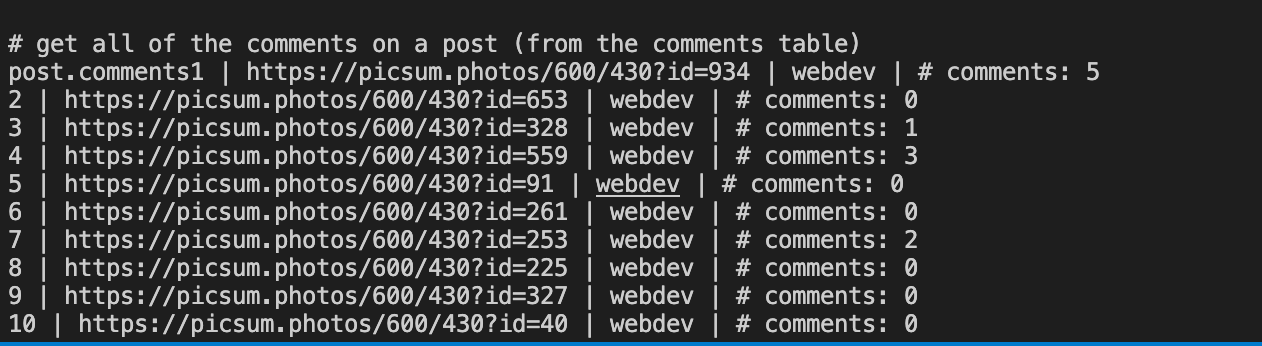 # get all of the comments on a post (from the comments table)
post.comments1 | https://picsum.photos/600/430?id=934 | webdev | # comments: 5
2 | https://picsum.photos/600/430?id=653 | webdev | # comments: 0
3 | https://picsum.photos/600/430?id=328 | webdev | # comments: 1
4 | https://picsum.photos/600/430?id=559 | webdev | # comments: 3
5 | https://picsum.photos/600/430?id=91 | webdev | # comments: 0
6 | https://picsum.photos/600/430?id=261 | webdev | # comments: 0
7 | https://picsum.photos/600/430?id=253 | webdev | # comments: 2
8 | https://picsum.photos/600/430?id=225 | webdev | # comments: 0
9 | https://picsum.photos/600/430?id=327 | webdev | # comments: 0
10 | https://picsum.photos/600/430?id=40 | webdev | # comments: 0